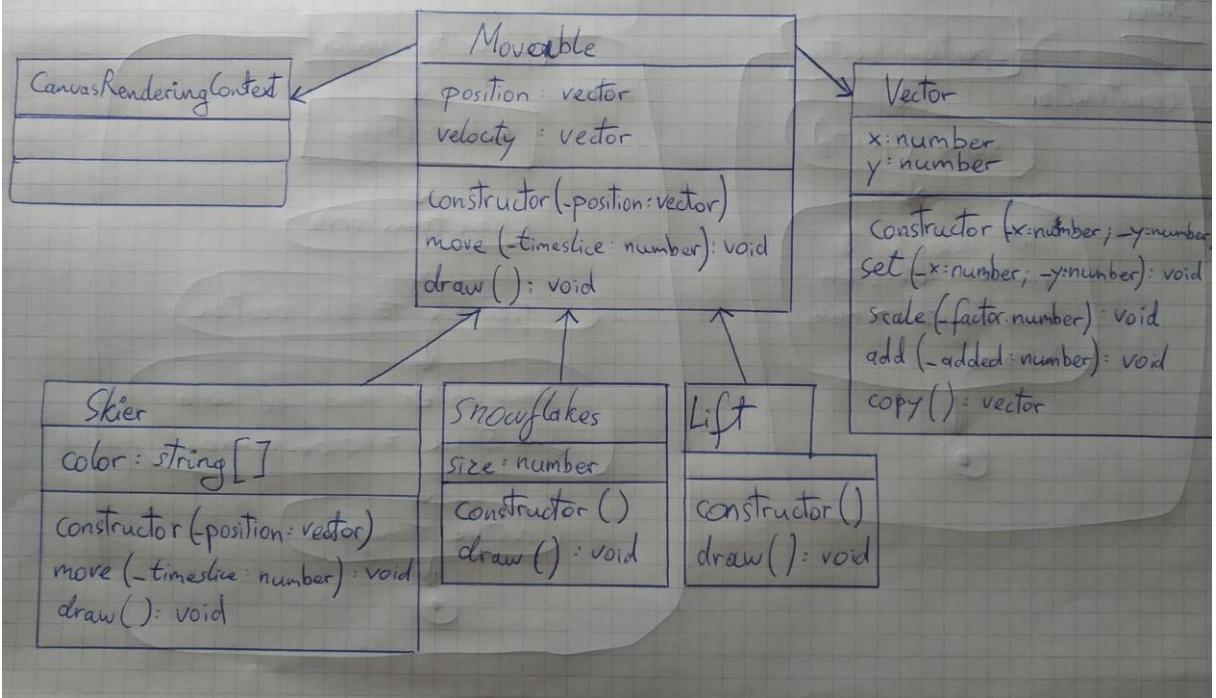 Moveable
position : vector
velocity : vector
constructor(_position: vector)
move (_timeslice: number): void
draw(): void
CanvasRenderingContext
Vector
x: number
y: number
constructor (_x: number; _y: number
set (_x: number; _y: number): void
scale (_factor: number): void
add (_added: number): void
copy(): vector
Skier
color: string[]
constructor(_position: vector)
move (_timeslice: number): void
draw(): void
Snowflakes
size: number
constructor()
draw(): void
Lift
constructor()
draw(): void